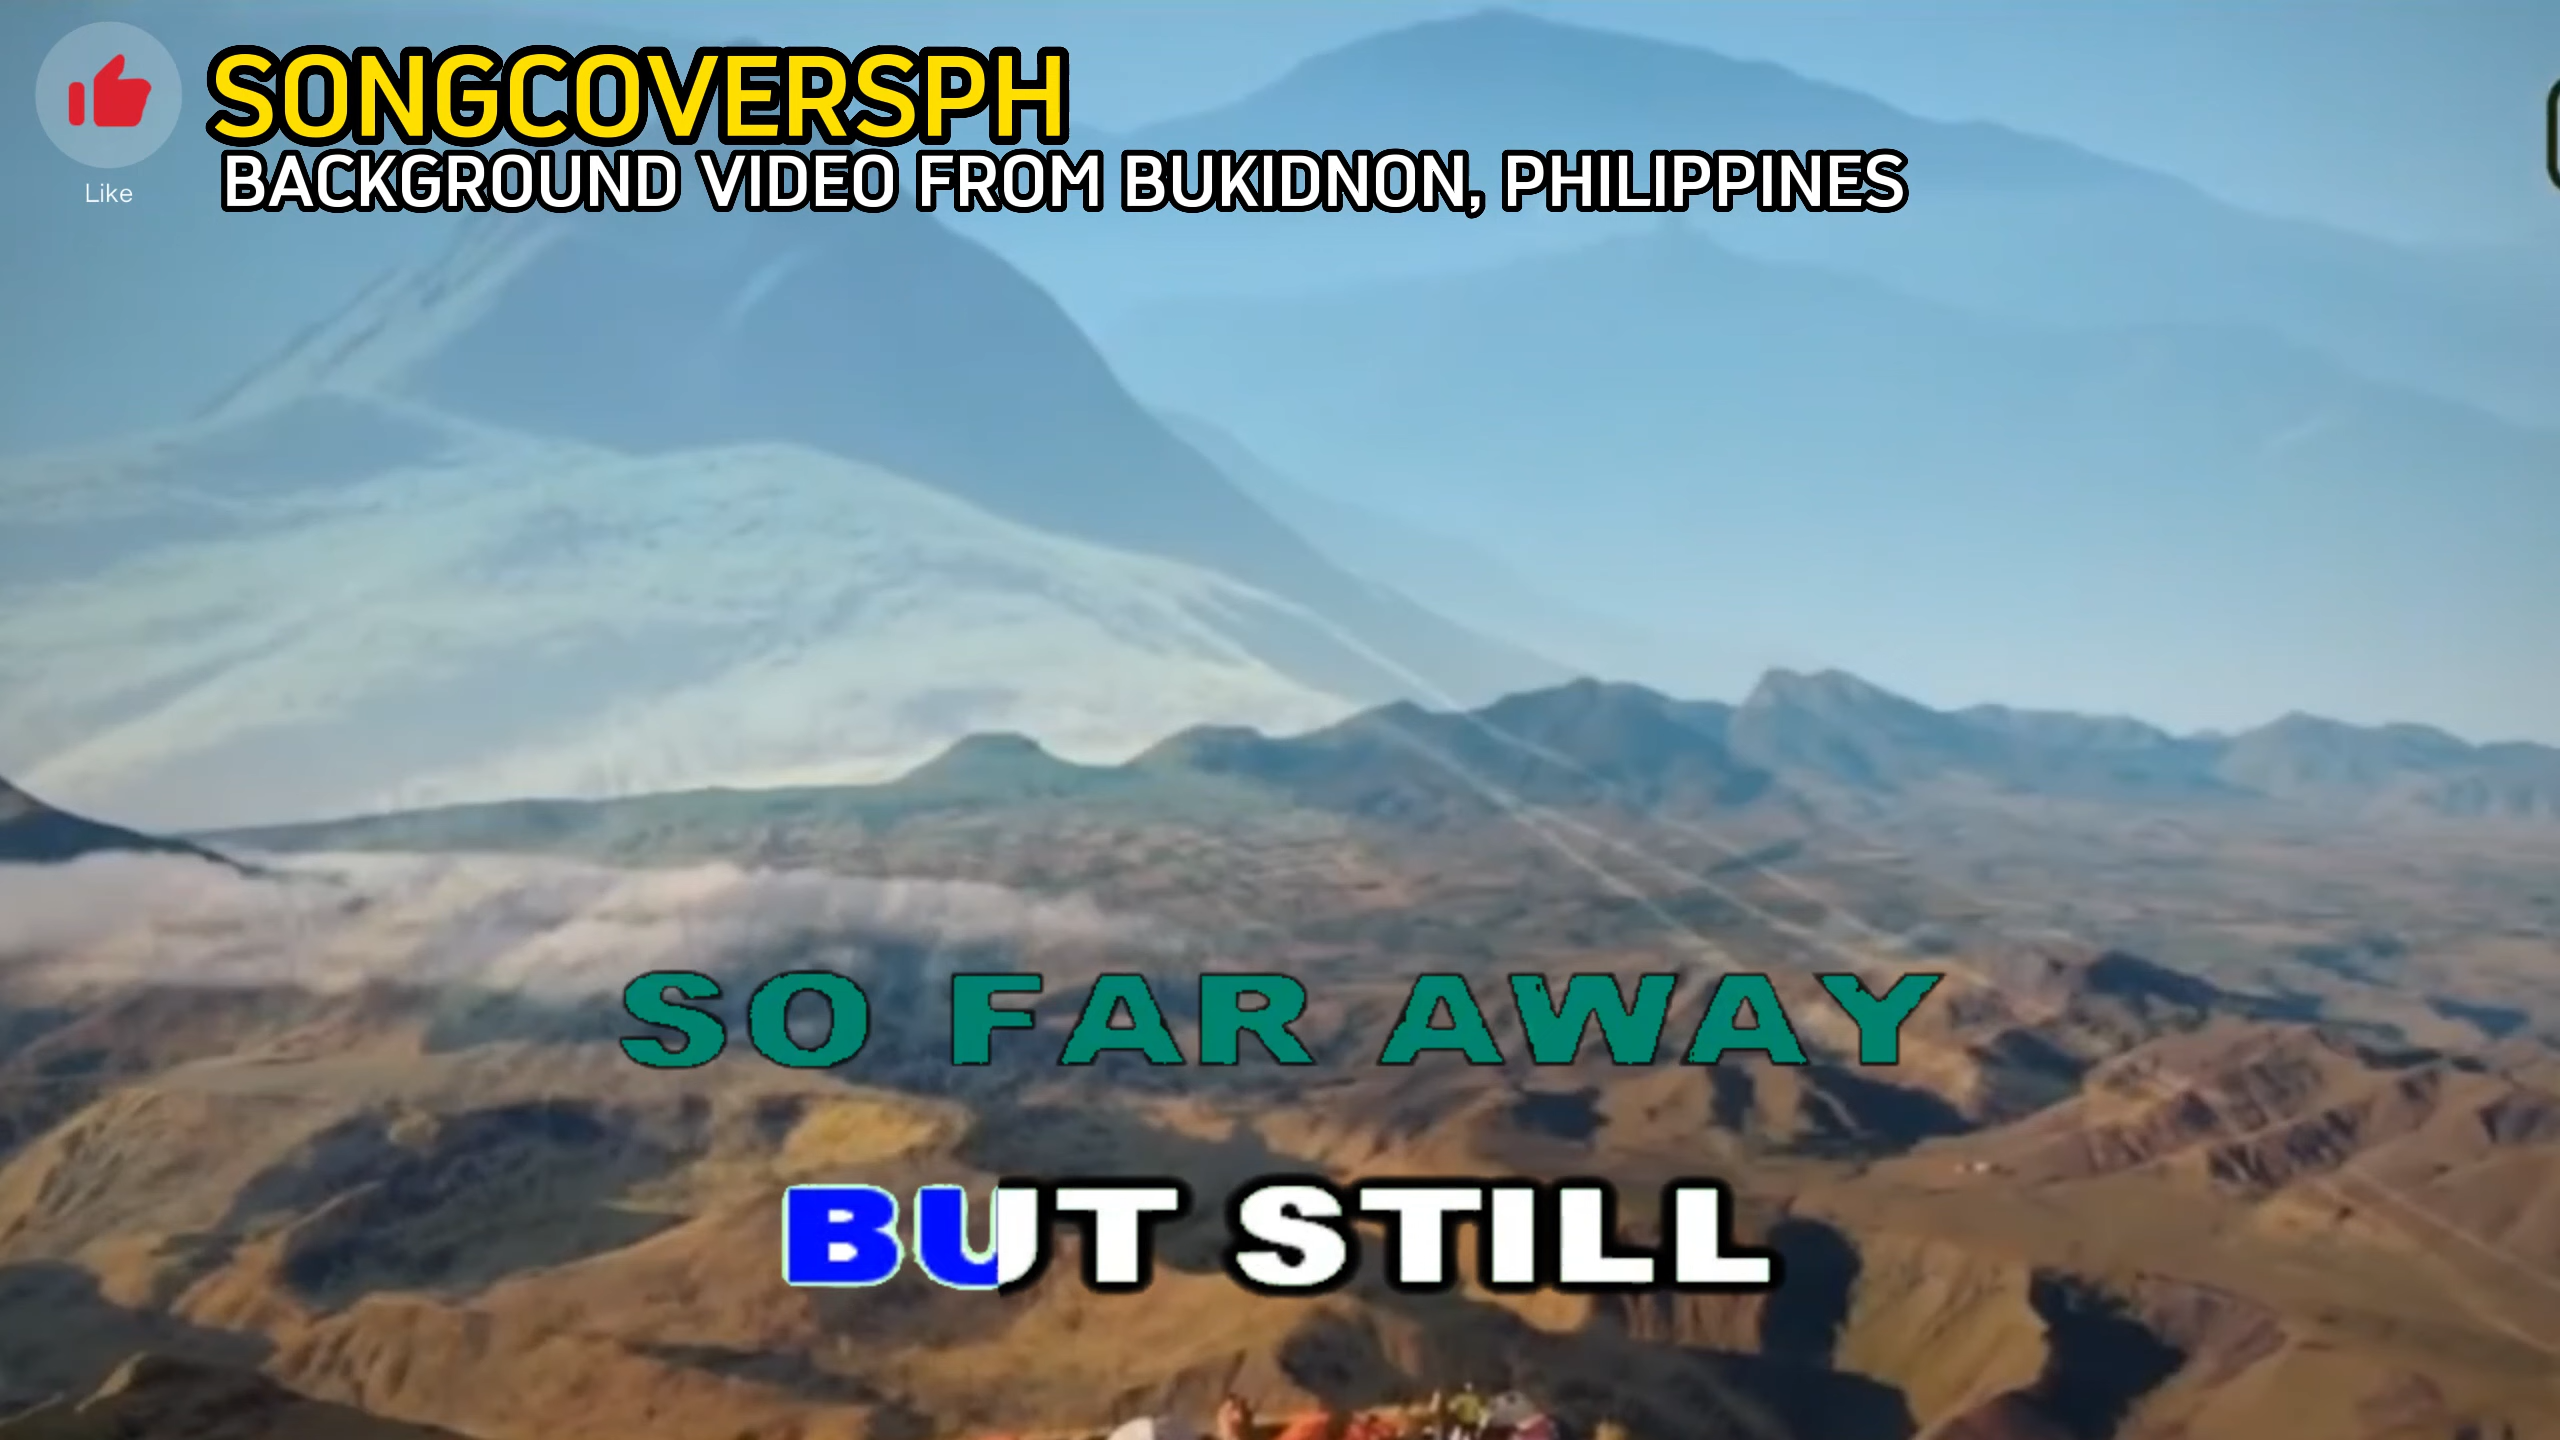 SONGCOVERSPH
BACKGROUND VIDEO FROM BUKIDNON, PHILIPPINES
Like
SO FAR AWAY
BUT STILL